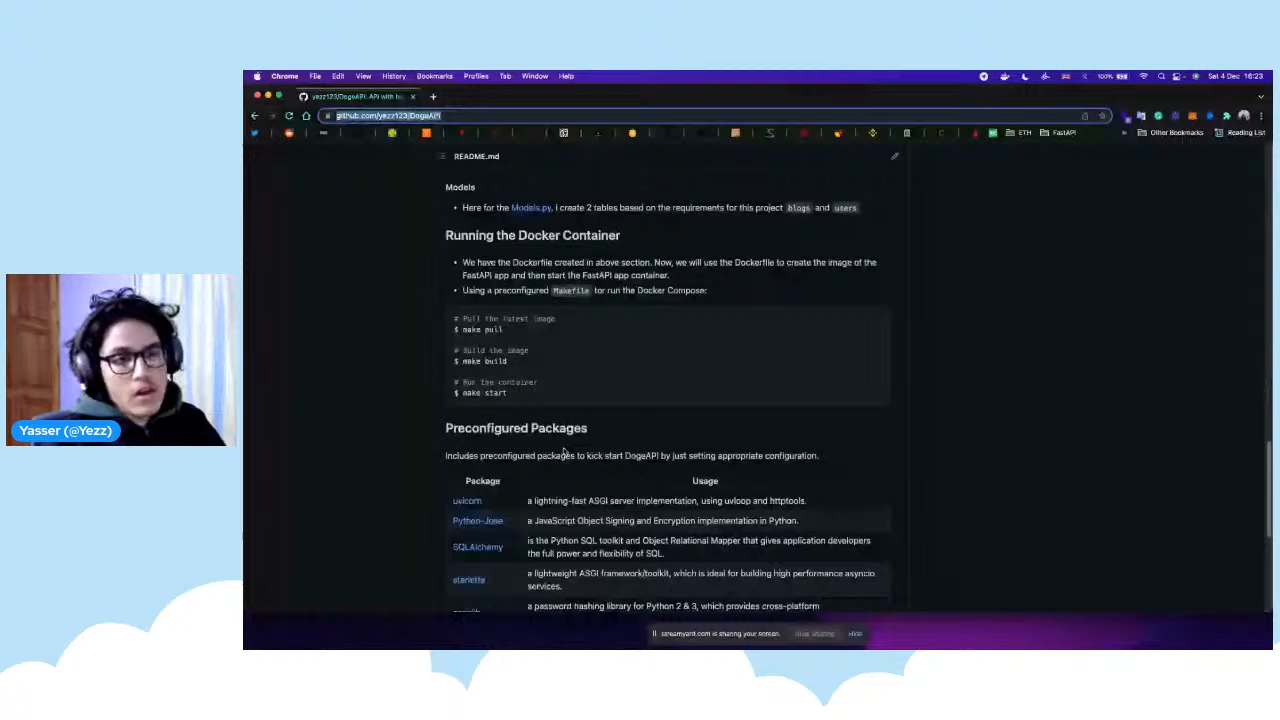 Chrome File Edit View History Bookmarks Profiles Tab Window Help
100% Sat 4 Dec 16:23
yezz123/DogeAPI: API with h
github.com/yezz123/DogeAPI
ETH FastAPI Other Bookmarks Reading List
README.md
Models
• Here for the Models.py, i create 2 tables based on the requirements for this project blogs and users
Running the Docker Container
• We have the Dockerfile created in above section. Now, we will use the Dockerfile to create the image of the
FastAPI app and then start the FastAPI app container.
• Using a preconfigured Makefile for run the Docker Compose:
# Pull the latest image
$ make pull
# Build the image
$ make build
# Run the container
$ make start
Preconfigured Packages
Includes preconfigured packages to kick start DogeAPI by just setting appropriate configuration.
Package Usage
uvicorn a lightning-fast ASGI server implementation, using uvloop and httptools.
Python-Jose a JavaScript Object Signing and Encryption implementation in Python.
SQLAlchemy is the Python SQL toolkit and Object Relational Mapper that gives application developers
the full power and flexibility of SQL.
starlette a lightweight ASGI framework/toolkit, which is ideal for building high performance asyncio
services.
a password hashing library for Python 2 & 3, which provides cross-platform
streamyard.com is sharing your screen. Stop sharing Hide
Yasser (@Yezz)